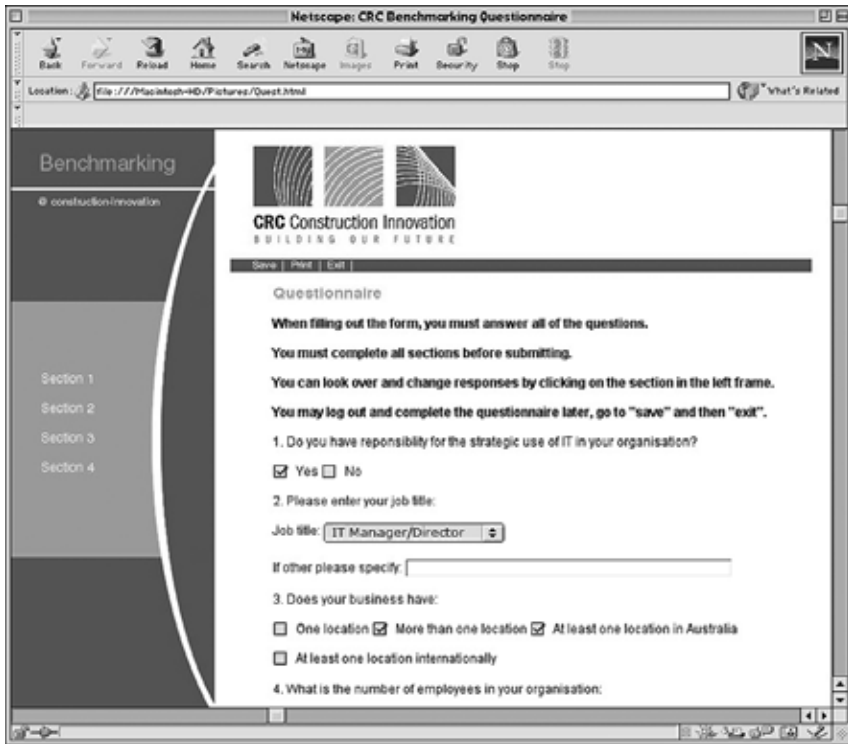 Netscape: CRC Benchmarking Questionnaire
Back Forward Reload Home Search Netscape Images Print Security Shop Stop
My
N
Location: file:///Macintosh-HD/Pictures/Quest.html What's Related
Benchmarking
@ construction-innovation
CRC Construction Innovation
BUILDING OUR FUTURE
Save | Print | Exit |
Questionnaire
When filling out the form, you must answer all of the questions.
You must complete all sections before submitting.
You can look over and change responses by clicking on the section in the left frame.
You may log out and complete the questionnaire later, go to "save" and then "exit".
Section 1
Section 2
Section 3
Section 4
1. Do you have reponsiblity for the strategic use of IT in your organisation?
Yes No
2. Please enter your job title:
Job title: IT Manager/Director
If other please specify:
3. Does your business have:
One location More than one location At least one location in Australia
At least one location internationally
4. What is the number of employees in your organisation: